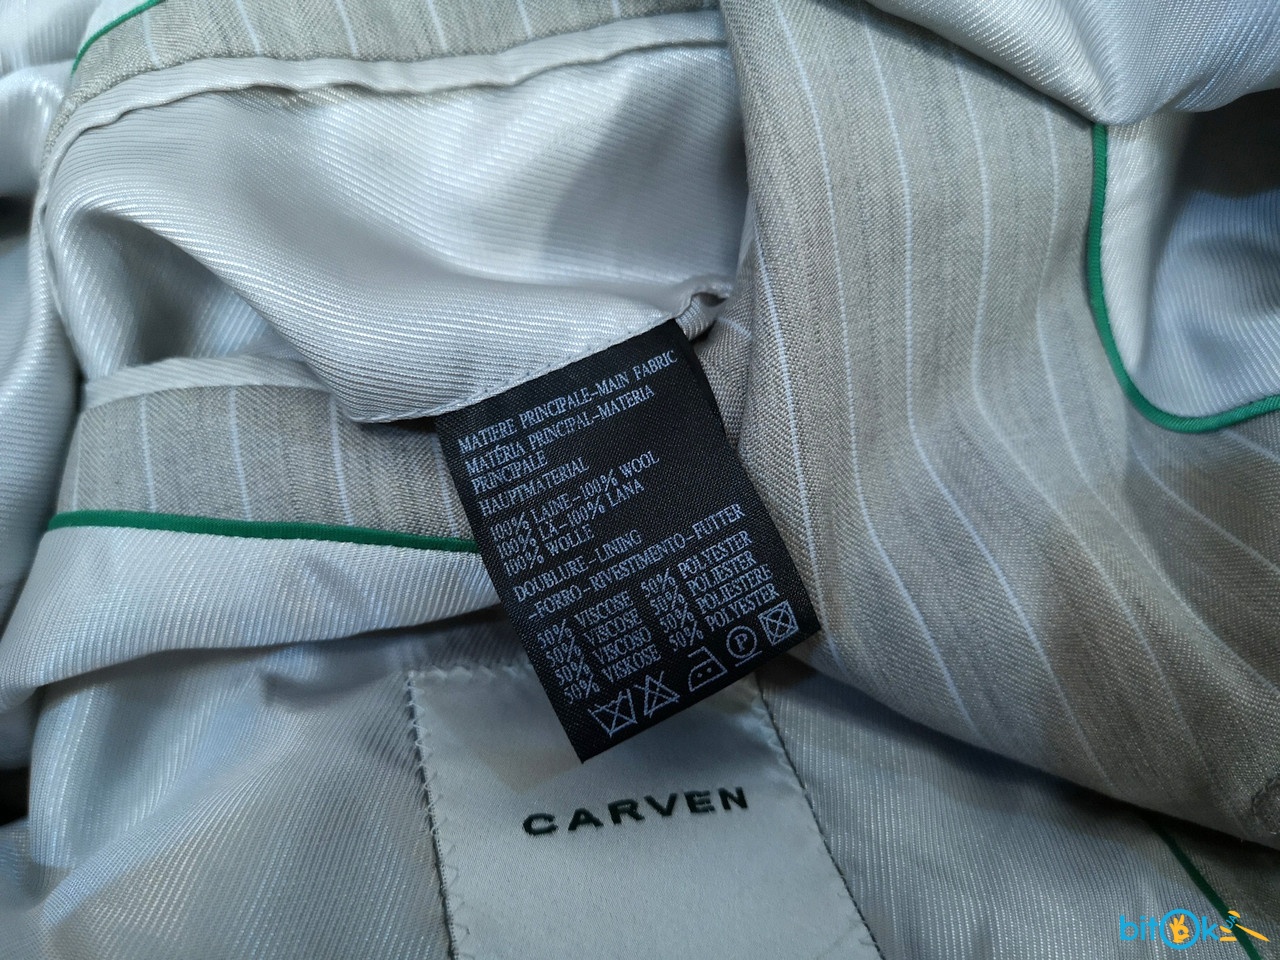 MATIERE PRINCIPALE-MAIN FABRIC
MATÉRIA PRINCIPAL-MATERIA
PRINCIPALE
HAUPTMATERIAL
100% LAINE-100% WOOL
100% LÃ-100% LANA
100% WOLLE
DOUBLURE-LINING
-FORRO-RIVESTIMENTO-FUTTER
50% VISCOSE 50% POLYESTER
50% VISCOSE 50% POLIESTER
50% VISCOSO 50% POLIESTERE
50% VISKOSE 50% POLYESTER
P
CARVEN
bitOk